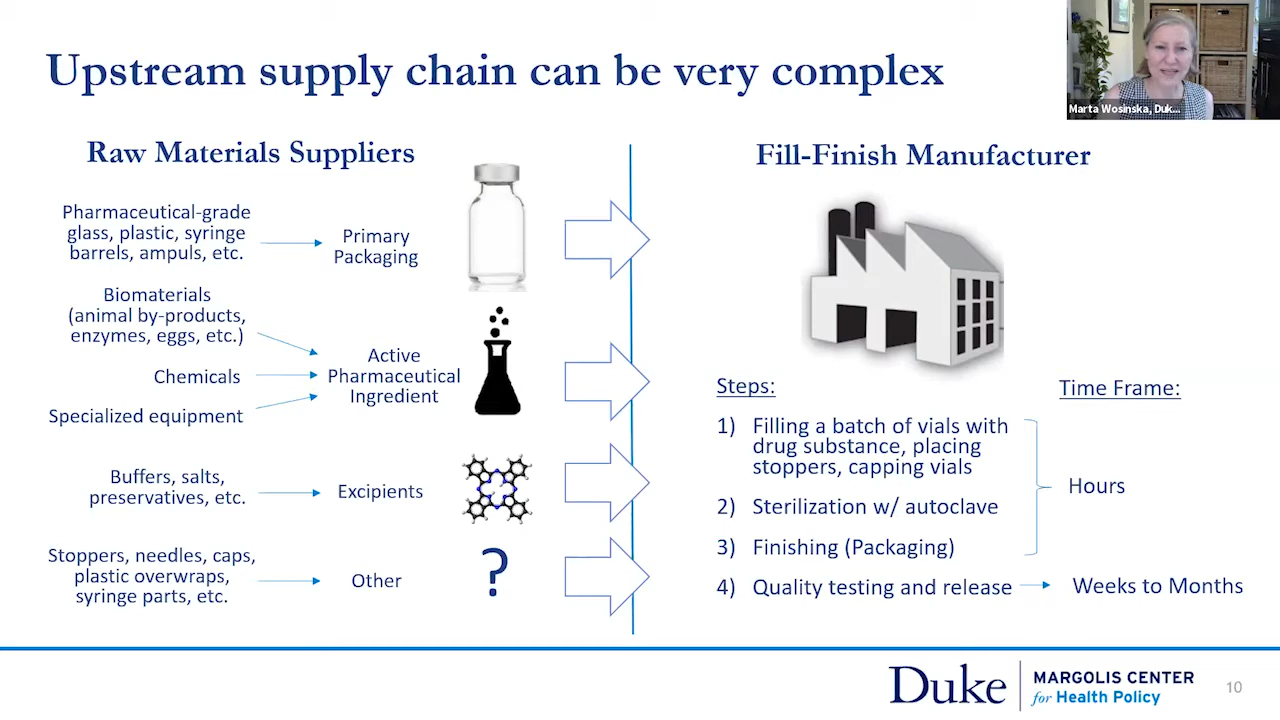 Upstream supply chain can be very complex
Marta Wosinska, Duk...
Raw Materials Suppliers
Pharmaceutical-grade
glass, plastic, syringe
barrels, ampuls, etc.
Primary
Packaging
Biomaterials
(animal by-products,
enzymes, eggs, etc.)
Chemicals
Specialized equipment
Active
Pharmaceutical
Ingredient
Buffers, salts,
preservatives, etc.
Excipients
Stoppers, needles, caps,
plastic overwraps,
syringe parts, etc.
Other
?
Fill-Finish Manufacturer
Steps:
Time Frame:
1) Filling a batch of vials with
drug substance, placing
stoppers, capping vials
2) Sterilization w/ autoclave
3) Finishing (Packaging)
Hours
4) Quality testing and release
Weeks to Months
Duke
MARGOLIS CENTER
for Health Policy
10